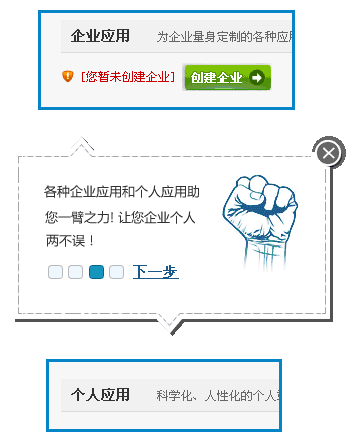 企业应用 为企业量身定制的各种应用
[您暂未创建企业] 创建企业
各种企业应用和个人应用助
您一臂之力! 让您企业个人
两不误！
下一步
个人应用 科学化、人性化的个人